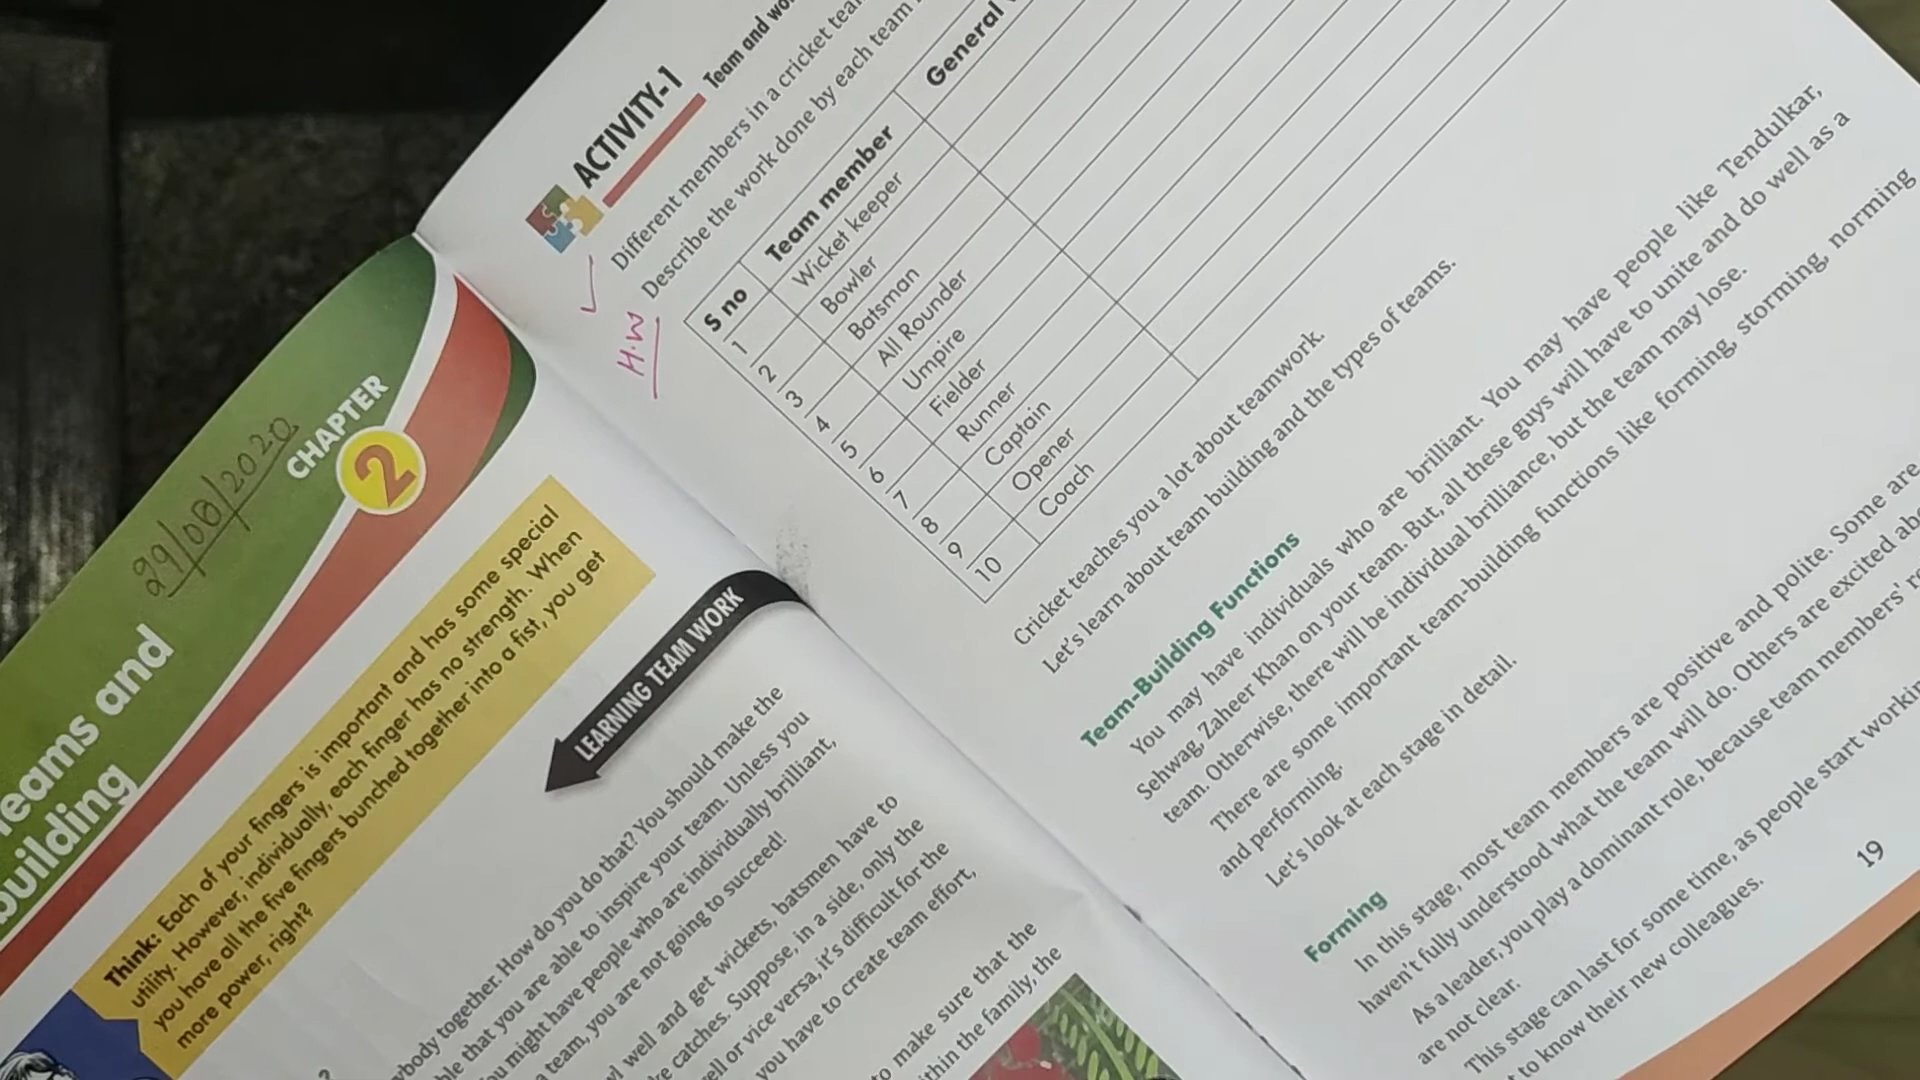 29/08/2020
CHAPTER
2
Teams and
building
Think: Each of your fingers is important and has some special
utility. However, individually, each finger has no strength. When
you have all the five fingers bunched together into a fist, you get
more power, right?
LEARNING TEAM WORK
?
together. How do you do that? You should make the
that you are able to inspire your team. Unless you
might have people who are individually brilliant,
team, you are not going to succeed!
well and get wickets, batsmen have to
catches. Suppose, in a side, only the
or vice versa, it's difficult for the
you have to create team effort,
to make sure that the
the family, the
ACTIVITY-1
Team and
Different members in a cricket
Describe the work done by each team
H.W
S no Team member General
1 Wicket keeper
2 Bowler
3 Batsman
4 All Rounder
5 Umpire
6 Fielder
7 Runner
8 Captain
9 Opener
10 Coach
Cricket teaches you a lot about teamwork.
Let's learn about team building and the types of teams.
Team-Building Functions
You may have individuals who are brilliant. You may have people like Tendulkar,
Sehwag, Zaheer Khan on your team. But, all these guys will have to unite and do well as a
team. Otherwise, there will be individual brilliance, but the team may lose.
There are some important team-building functions like forming, storming, norming
and performing.
Let's look at each stage in detail.
Forming
In this stage, most team members are positive and polite. Some are
haven't fully understood what the team will do. Others are excited
As a leader, you play a dominant role, because team members'
are not clear.
This stage can last for some time, as people start
to know their new colleagues.
19